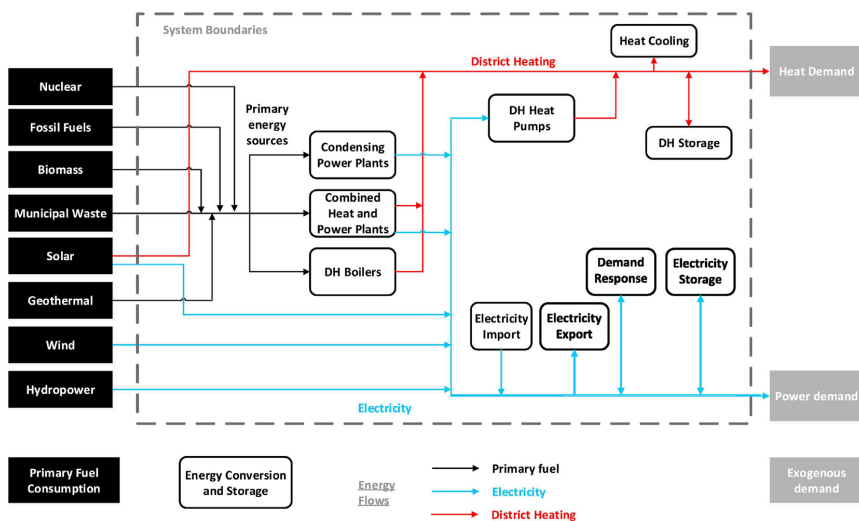 System Boundaries
Heat Cooling
District Heating
Heat Demand
Nuclear
Fossil Fuels
Biomass
Municipal Waste
Solar
Geothermal
Wind
Hydropower
Primary
energy
sources
Condensing
Power Plants
Combined
Heat and
Power Plants
DH Boilers
DH Heat
Pumps
DH Storage
Electricity
Import
Electricity
Export
Demand
Response
Electricity
Storage
Electricity
Power demand
Primary Fuel
Consumption
Energy Conversion
and Storage
Energy
Flows
Primary fuel
Electricity
District Heating
Exogenous
demand